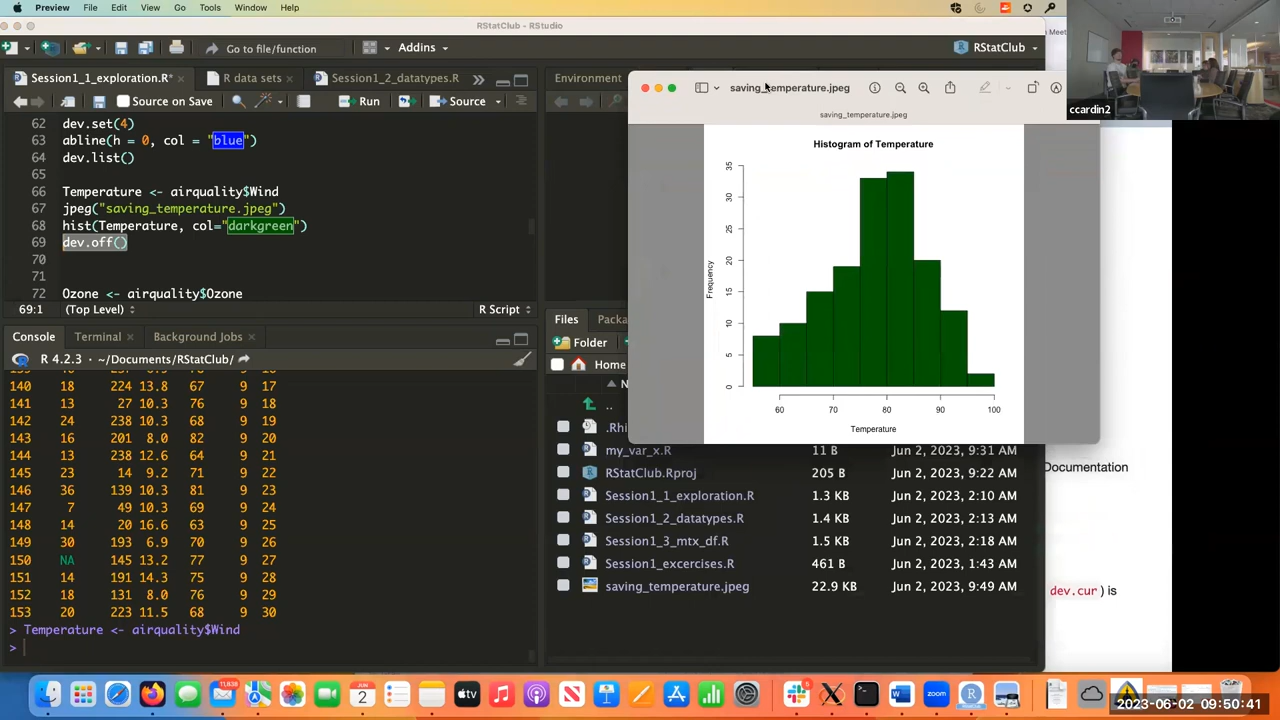 Preview File Edit View Go Tools Window Help
RStatClub - RStudio
Go to file/function
Addins
RStatClub
Session1_1_exploration.R*
R data sets
Session1_2_datatypes.R
Source on Save
Run
Source
62 dev.set(4)
63 abline(h = 0, col = "blue")
64 dev.list()
65
66 Temperature <- airquality$Wind
67 jpeg("saving_temperature.jpeg")
68 hist(Temperature, col="darkgreen")
69 dev.off()
70
71
72 Ozone <- airquality$Ozone
69:1 (Top Level) R Script
Console Terminal Background Jobs
R 4.2.3 · ~/Documents/RStatClub/
140 18 224 13.8 67 9 17
141 13 27 10.3 76 9 18
142 24 238 10.3 68 9 19
143 16 201 8.0 82 9 20
144 13 238 12.6 64 9 21
145 23 14 9.2 71 9 22
146 36 139 10.3 81 9 23
147 7 49 10.3 69 9 24
148 14 20 16.6 63 9 25
149 30 193 6.9 70 9 26
150 NA 145 13.2 77 9 27
151 14 191 14.3 75 9 28
152 18 131 8.0 76 9 29
153 20 223 11.5 68 9 30
> Temperature <- airquality$Wind
>
Environment
Files
Folder
Home
..
my_var_x.R 11 B Jun 2, 2023, 9:31 AM
RStatClub.Rproj 205 B Jun 2, 2023, 9:22 AM
Session1_1_exploration.R 1.3 KB Jun 2, 2023, 2:10 AM
Session1_2_datatypes.R 1.4 KB Jun 2, 2023, 2:13 AM
Session1_3_mtx_df.R 1.5 KB Jun 2, 2023, 2:18 AM
Session1_excercises.R 461 B Jun 2, 2023, 1:43 AM
saving_temperature.jpeg 22.9 KB Jun 2, 2023, 9:49 AM
saving_temperature.jpeg
saving_temperature.jpeg
Histogram of Temperature
Frequency
0 5 10 15 20 25 30 35
60 70 80 90 100
Temperature
ccardin2
Documentation
dev.cur) is
2023-06-02 09:50:41